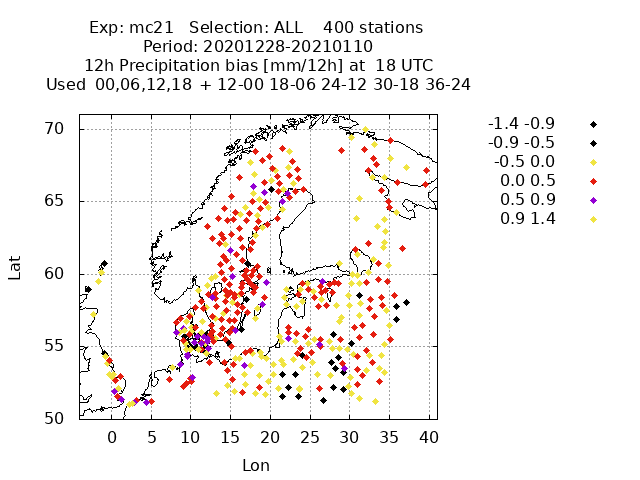 Exp: mc21 Selection: ALL 400 stations
Period: 20201228-20210110
12h Precipitation bias [mm/12h] at 18 UTC
Used 00,06,12,18 + 12-00 18-06 24-12 30-18 36-24
-1.4 -0.9
-0.9 -0.5
-0.5 0.0
0.0 0.5
0.5 0.9
0.9 1.4
70
65
60
55
50
Lat
0 5 10 15 20 25 30 35 40
Lon